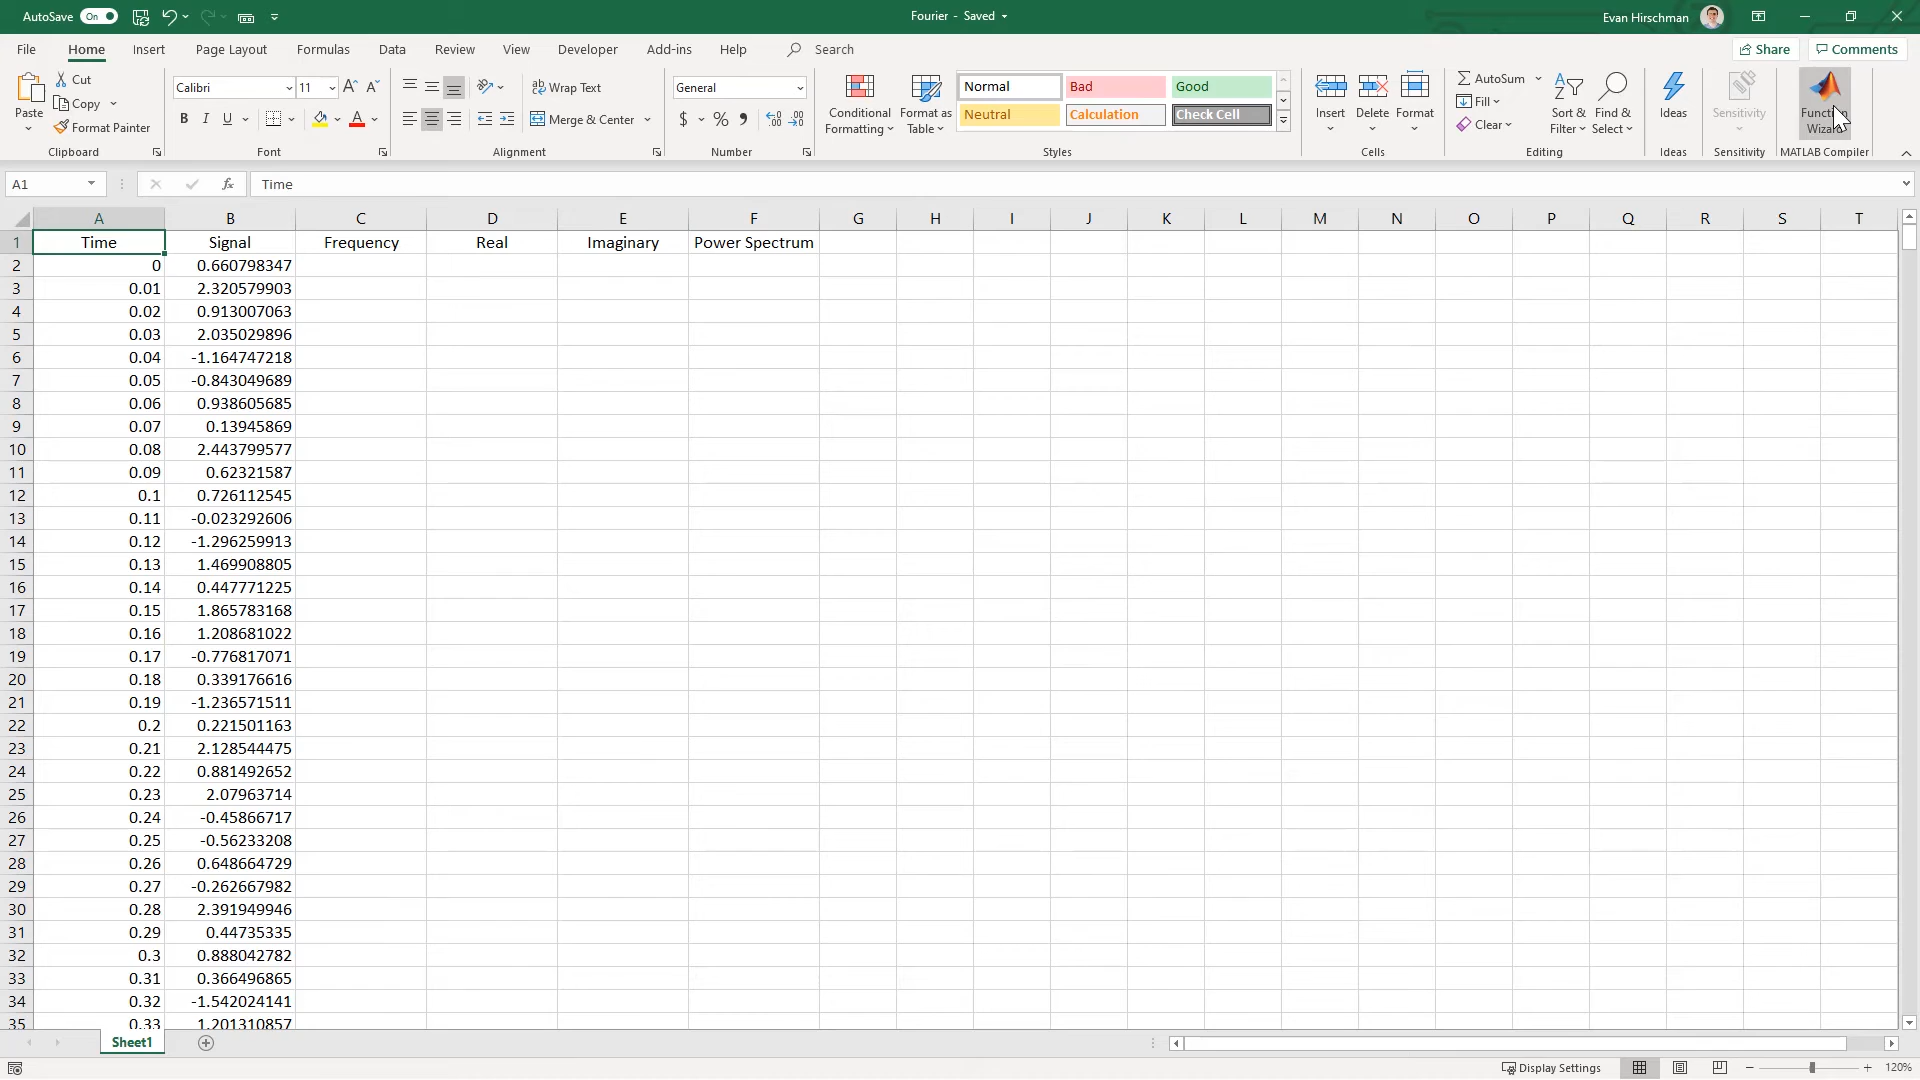 AutoSave On
Fourier - Saved
Evan Hirschman
File Home Insert Page Layout Formulas Data Review View Developer Add-ins Help Search
Share Comments
Paste
Cut
Copy
Format Painter
Clipboard
Calibri 11
B I U
Font
Wrap Text
Merge & Center
Alignment
General
$ % 9
Number
Conditional Formatting
Format as Table
Normal Bad Good
Neutral Calculation Check Cell
Styles
Insert Delete Format
Cells
AutoSum
Fill
Clear
Sort & Filter
Find & Select
Editing
Ideas
Ideas
Sensitivity
Sensitivity
MATLAB Compiler
A1 fx Time
A B C D E F G H I J K L M N O P Q R S T
1 Time Signal Frequency Real Imaginary Power Spectrum
2 0 0.660798347
3 0.01 2.320579903
4 0.02 0.913007063
5 0.03 2.035029896
6 0.04 -1.164747218
7 0.05 -0.843049689
8 0.06 0.938605685
9 0.07 0.13945869
10 0.08 2.443799577
11 0.09 0.62321587
12 0.1 0.726112545
13 0.11 -0.023292606
14 0.12 -1.296259913
15 0.13 1.469908805
16 0.14 0.447771225
17 0.15 1.865783168
18 0.16 1.208681022
19 0.17 -0.776817071
20 0.18 0.339176616
21 0.19 -1.236571511
22 0.2 0.221501163
23 0.21 2.128544475
24 0.22 0.881492652
25 0.23 2.07963714
26 0.24 -0.45866717
27 0.25 -0.56233208
28 0.26 0.648664729
29 0.27 -0.262667982
30 0.28 2.391949946
31 0.29 0.44735335
32 0.3 0.888042782
33 0.31 0.366496865
34 0.32 -1.542024141
35 0.33 1.201310857
Sheet1
Display Settings
120%